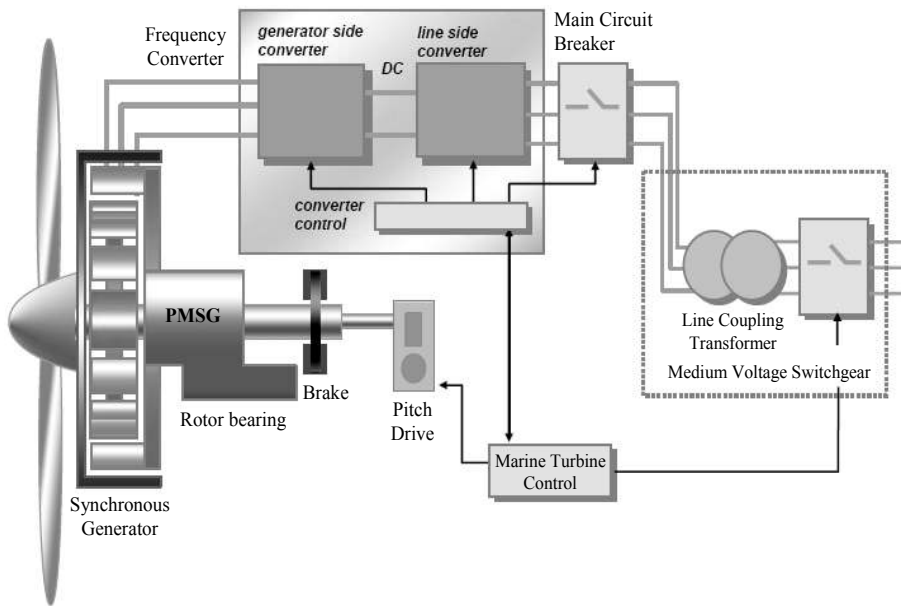 Frequency
Converter
generator side
converter
DC
line side
converter
Main Circuit
Breaker
converter
control
PMSG
Rotor bearing
Brake
Pitch
Drive
Synchronous
Generator
Marine Turbine
Control
Line Coupling
Transformer
Medium Voltage Switchgear